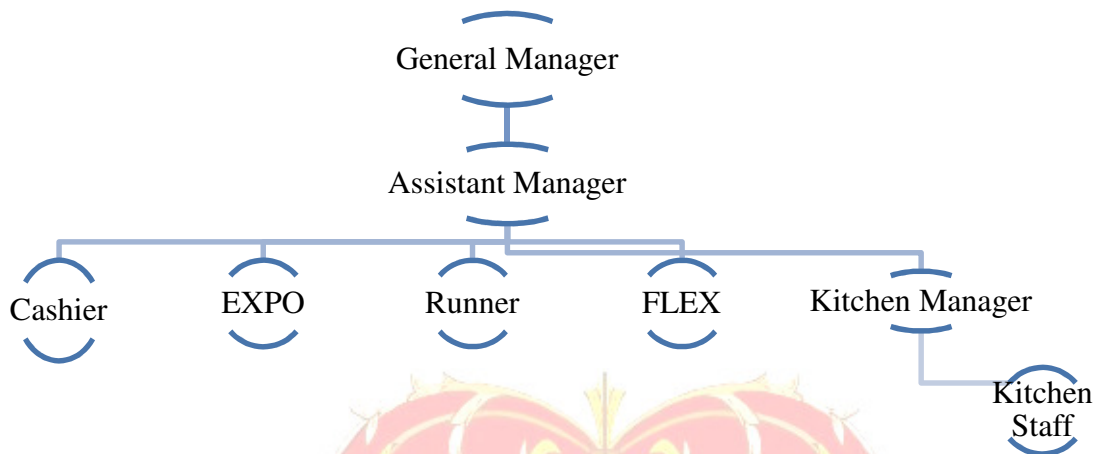 General Manager
Assistant Manager
Cashier
EXPO
Runner
FLEX
Kitchen Manager
Kitchen
Staff